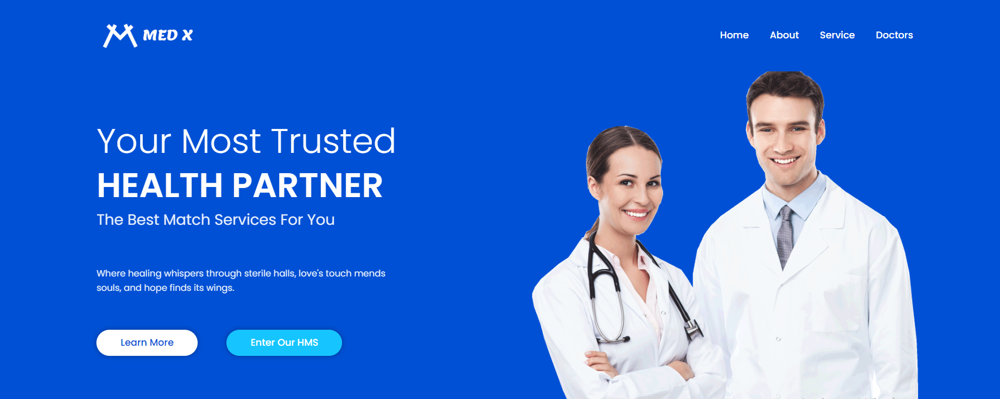 MED X
Home About Service Doctors
Your Most Trusted
HEALTH PARTNER
The Best Match Services For You
Where healing whispers through sterile halls, love's touch mends
souls, and hope finds its wings.
Learn More Enter Our HMS